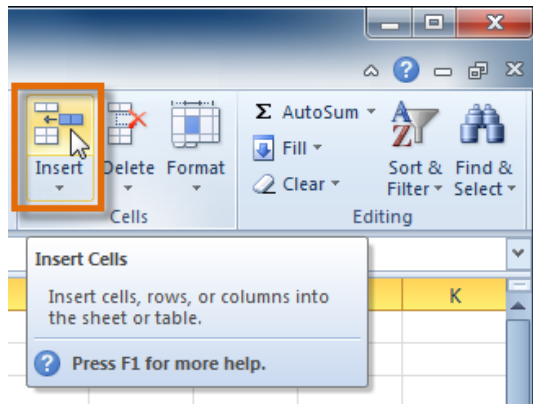 Σ AutoSum
Insert Delete Format
Fill
Clear
Sort & Filter
Find & Select
Cells
Editing
Insert Cells
Insert cells, rows, or columns into
the sheet or table.
? Press F1 for more help.
K